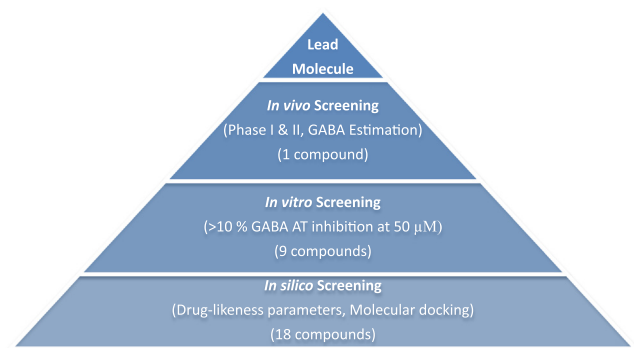 Lead
Molecule
In vivo Screening
(Phase I & II, GABA Estimation)
(1 compound)
In vitro Screening
(>10 % GABA AT inhibition at 50 μM)
(9 compounds)
In silico Screening
(Drug-likeness parameters, Molecular docking)
(18 compounds)